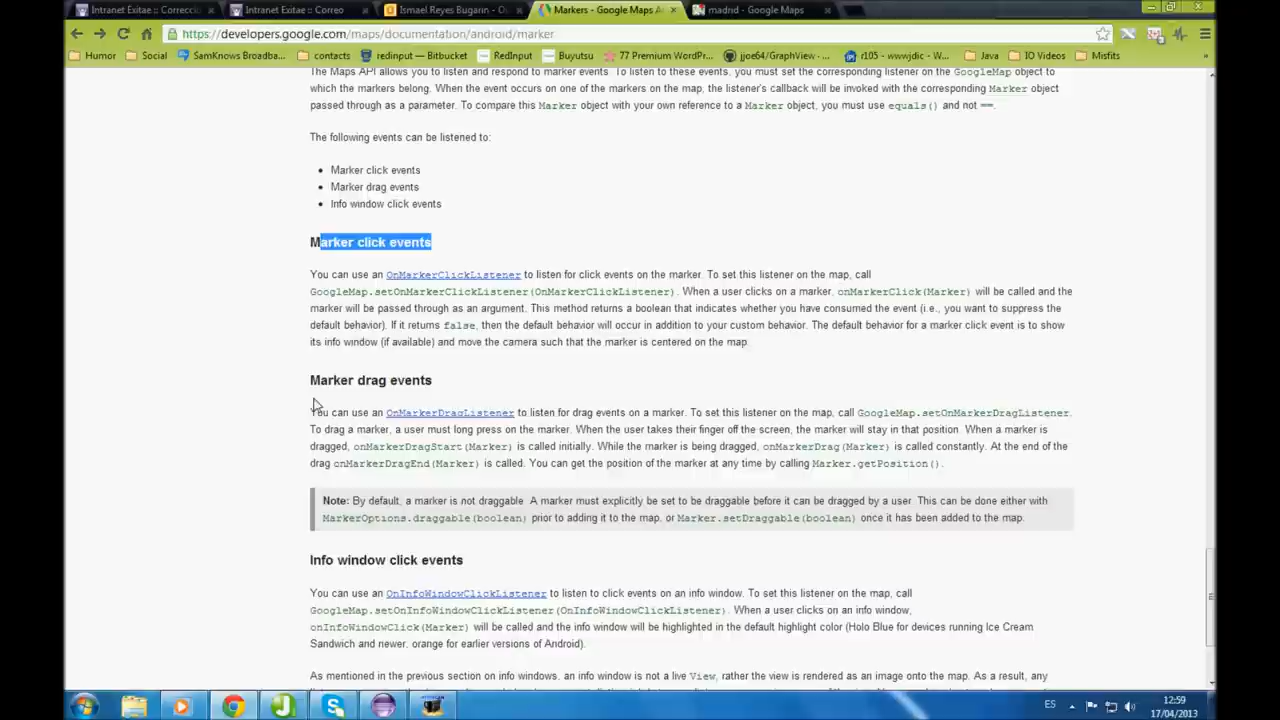 Intranet Exitae :: Correcció
Intranet Exitae :: Correo
Ismael Reyes Bugarin - O
Markers - Google Maps A
madrid - Google Maps
https://developers.google.com/maps/documentation/android/marker
Humor
Social
SamKnows Broadba...
contacts
redinput — Bitbucket
RedInput
Buyutsu
77 Premium WordPr...
jjoe64/GraphView · ...
r105 - wwwjdic - W...
Java
IO Videos
Misfits
The Maps API allows you to listen and respond to marker events. To listen to these events, you must set the corresponding listener on the GoogleMap object to
which the markers belong. When the event occurs on one of the markers on the map, the listener's callback will be invoked with the corresponding Marker object
passed through as a parameter. To compare this Marker object with your own reference to a Marker object, you must use equals() and not ==.
The following events can be listened to:
• Marker click events
• Marker drag events
• Info window click events
Marker click events
You can use an OnMarkerClickListener to listen for click events on the marker. To set this listener on the map, call
GoogleMap.setOnMarkerClickListener(OnMarkerClickListener). When a user clicks on a marker, onMarkerClick(Marker) will be called and the
marker will be passed through as an argument. This method returns a boolean that indicates whether you have consumed the event (i.e., you want to suppress the
default behavior). If it returns false, then the default behavior will occur in addition to your custom behavior. The default behavior for a marker click event is to show
its info window (if available) and move the camera such that the marker is centered on the map.
Marker drag events
You can use an OnMarkerDragListener to listen for drag events on a marker. To set this listener on the map, call GoogleMap.setOnMarkerDragListener.
To drag a marker, a user must long press on the marker. When the user takes their finger off the screen, the marker will stay in that position. When a marker is
dragged, onMarkerDragStart(Marker) is called initially. While the marker is being dragged, onMarkerDrag(Marker) is called constantly. At the end of the
drag onMarkerDragEnd(Marker) is called. You can get the position of the marker at any time by calling Marker.getPosition().
Note: By default, a marker is not draggable. A marker must explicitly be set to be draggable before it can be dragged by a user. This can be done either with
MarkerOptions.draggable(boolean) prior to adding it to the map, or Marker.setDraggable(boolean) once it has been added to the map.
Info window click events
You can use an OnInfoWindowClickListener to listen to click events on an info window. To set this listener on the map, call
GoogleMap.setOnInfoWindowClickListener(OnInfoWindowClickListener). When a user clicks on an info window,
onInfoWindowClick(Marker) will be called and the info window will be highlighted in the default highlight color (Holo Blue for devices running Ice Cream
Sandwich and newer, orange for earlier versions of Android).
As mentioned in the previous section on info windows, an info window is not a live View, rather the view is rendered as an image onto the map. As a result, any
ES
12:59
17/04/2013